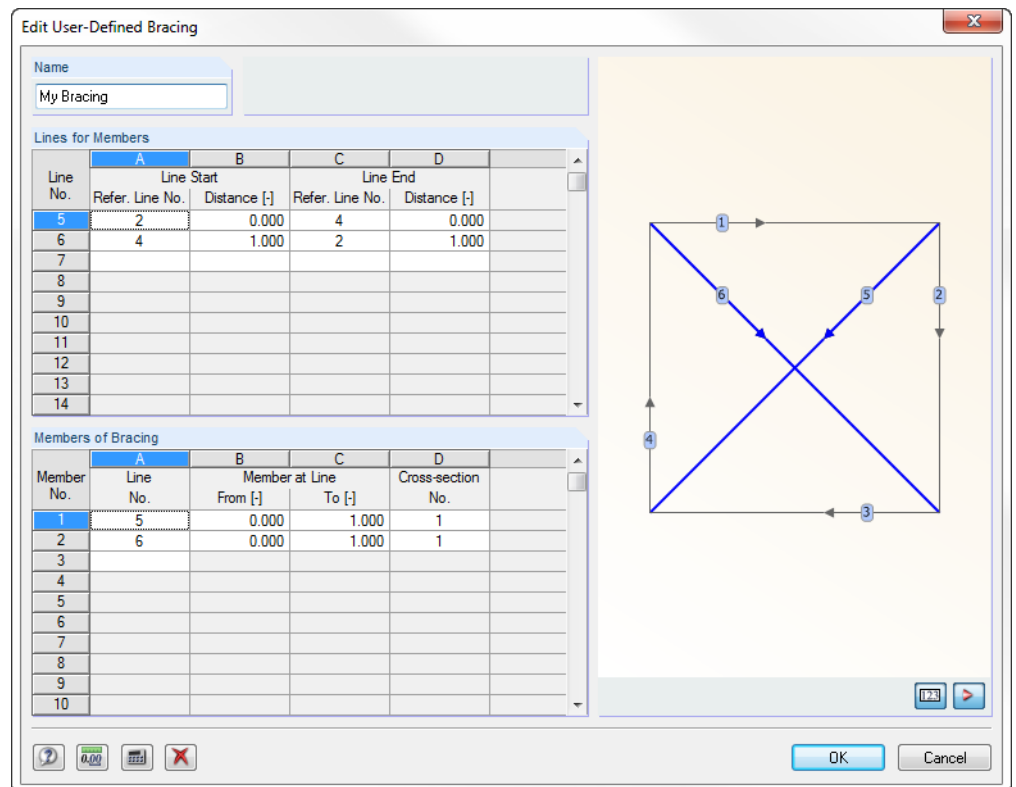 Edit User-Defined Bracing
x
Name
My Bracing
Lines for Members
A B C D
Line No. Line Start Line End
Refer. Line No. Distance [-] Refer. Line No. Distance [-]
5 2 0.000 4 0.000
6 4 1.000 2 1.000
7
8
9
10
11
12
13
14
Members of Bracing
A B C D
Member No. Line Member at Line Cross-section
No. From [-] To [-] No.
1 5 0.000 1.000 1
2 6 0.000 1.000 1
3
4
5
6
7
8
9
10
1
6 5 2
4
3
123 >
? 0.00
OK Cancel